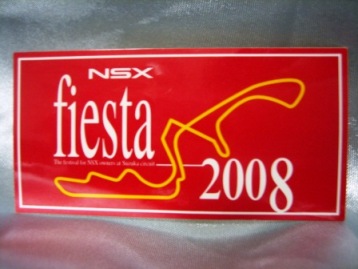 NSX
fiesta
The festival for NSX owners at Suzuka circuit
2008